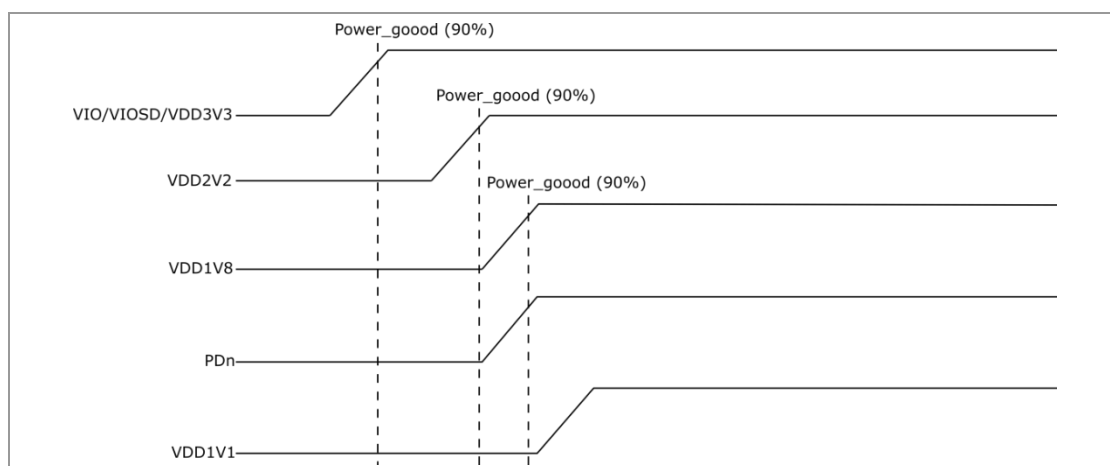 Power_goood (90%)
VIO/VIOSD/VDD3V3
Power_goood (90%)
VDD2V2
Power_goood (90%)
VDD1V8
PDn
VDD1V1